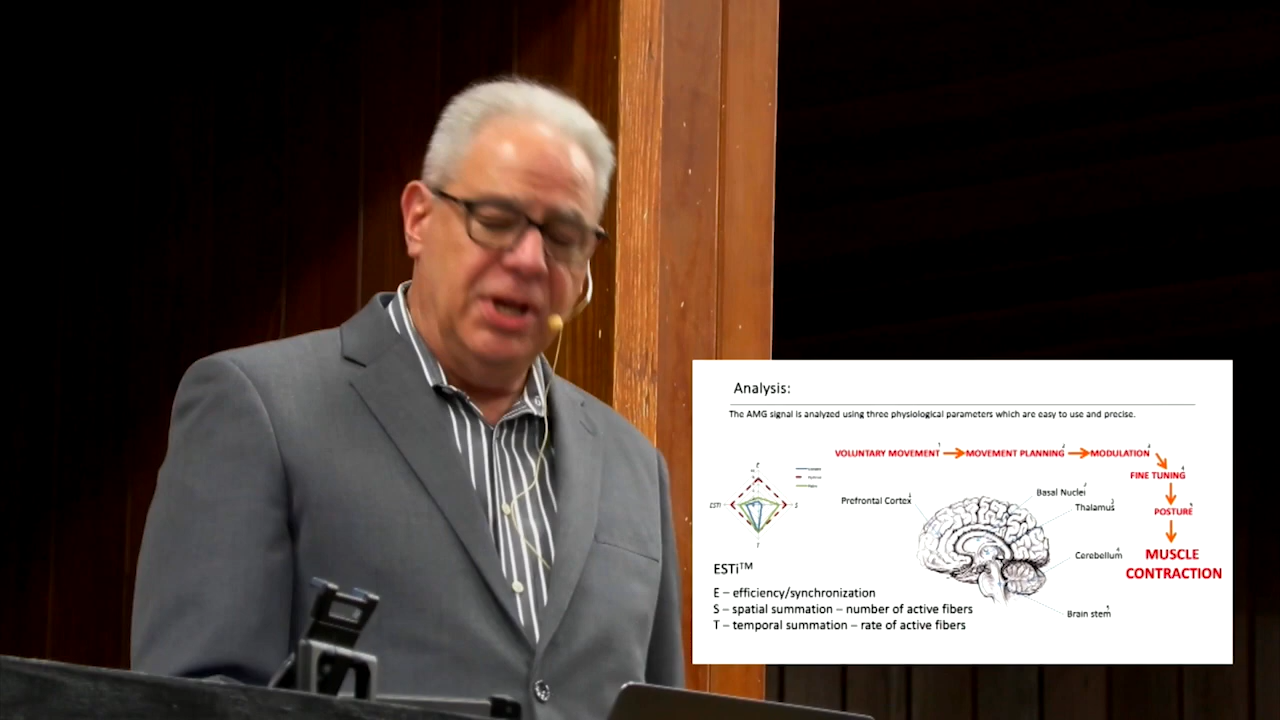 Analysis:
The AMG signal is analyzed using three physiological parameters which are easy to use and precise.
VOLUNTARY MOVEMENT
MOVEMENT PLANNING
MODULATION
FINE TUNING
POSTURE
MUSCLE
CONTRACTION
Prefrontal Cortex
Basal Nuclei
Thalamus
Cerebellum
Brain stem
E
ESTi
S
T
ESTi™
E – efficiency/synchronization
S – spatial summation – number of active fibers
T – temporal summation – rate of active fibers